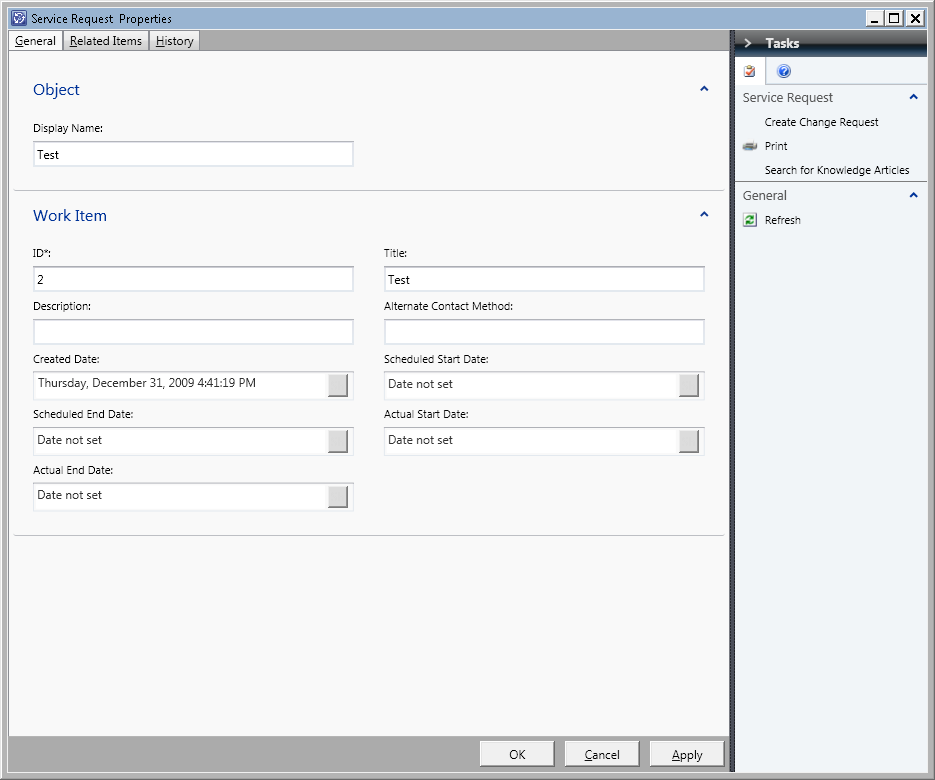 Service Request  Properties
General Related Items History
Object
Display Name:
Test
Work Item
ID*: Title:
2 Test
Description: Alternate Contact Method:
Created Date: Scheduled Start Date:
Thursday, December 31, 2009 4:41:19 PM Date not set
Scheduled End Date: Actual Start Date:
Date not set Date not set
Actual End Date:
Date not set
OK Cancel Apply
Tasks
Service Request
Create Change Request
Print
Search for Knowledge Articles
General
Refresh